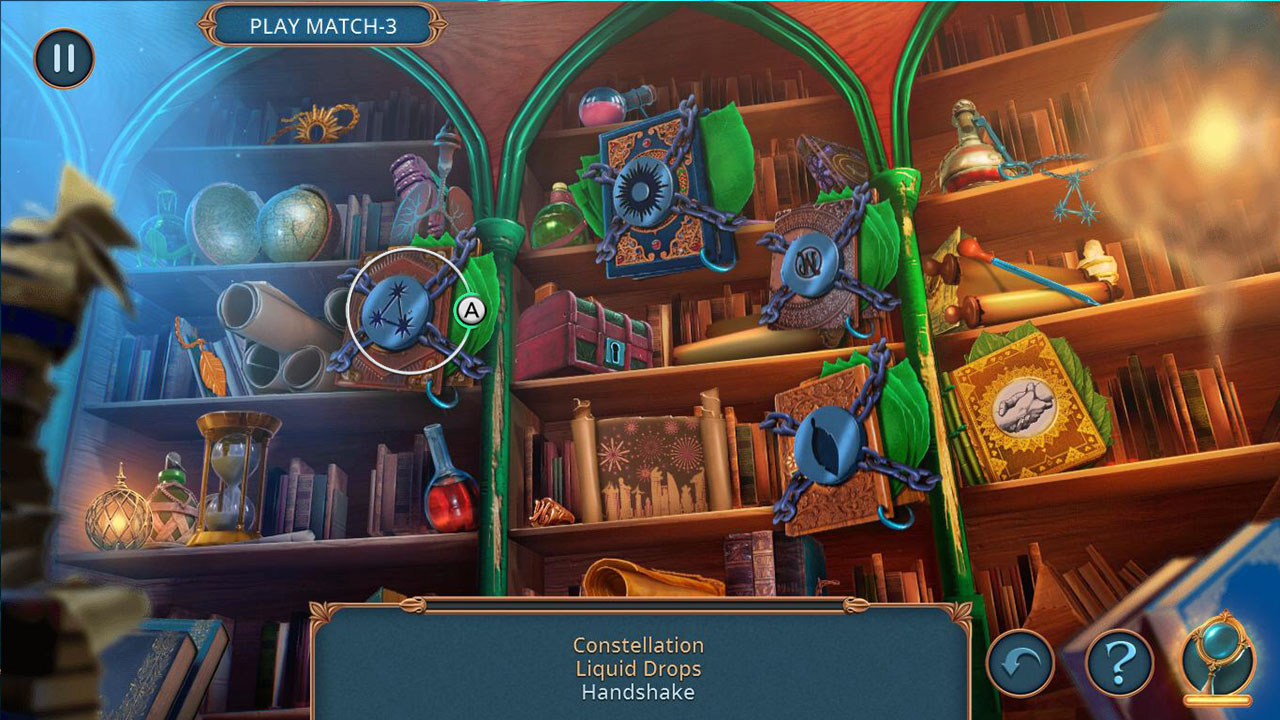 PLAY MATCH-3
A
Constellation
Liquid Drops
Handshake
?